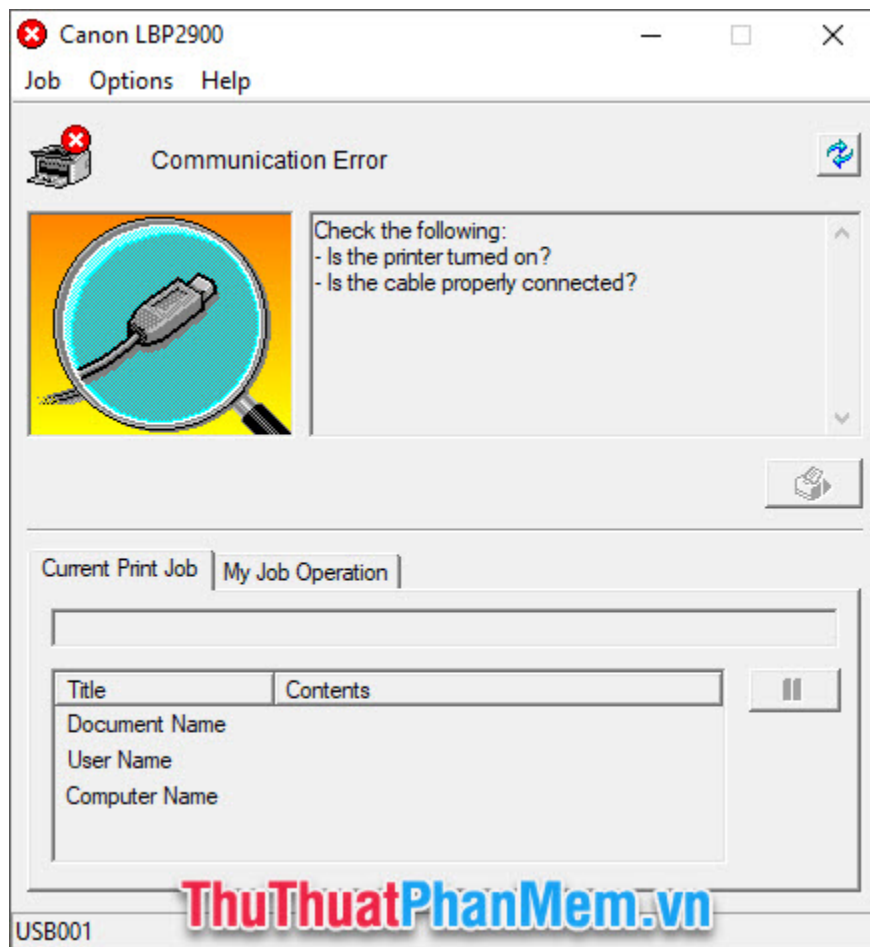 Canon LBP2900
Job Options Help
Communication Error
Check the following:
- Is the printer turned on?
- Is the cable properly connected?
Current Print Job My Job Operation
Title Contents
Document Name
User Name
Computer Name
ThuThuatPhanMem.vn
USB001